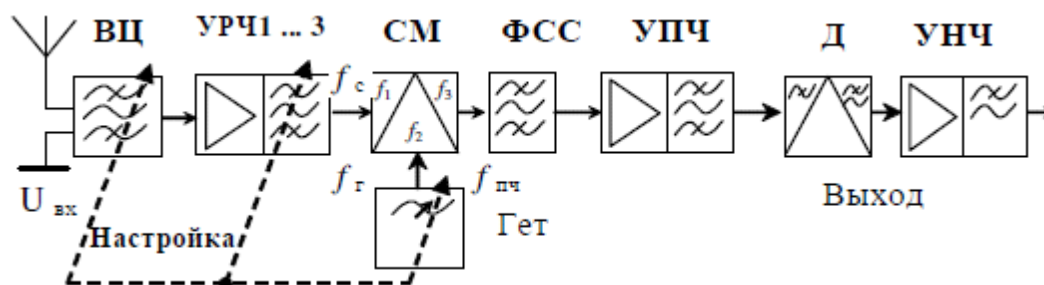 ВЦ УРЧ1 ... 3 СМ ФСС УПЧ Д УНЧ
f с f₁ f₃
f₂
U вх f г f пч Гет Выход
Настройка